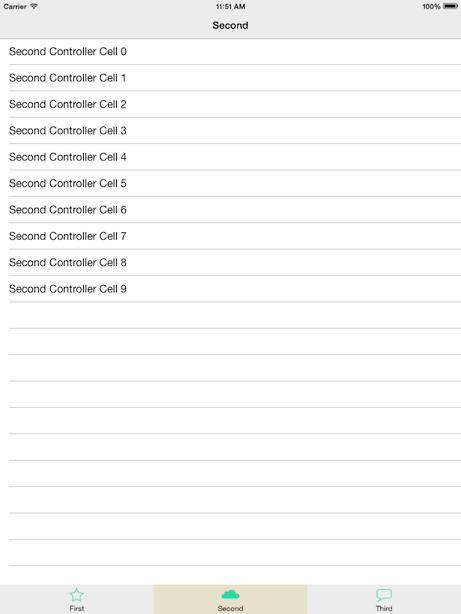 Carrier 11:51 AM 100%
Second
Second Controller Cell 0
Second Controller Cell 1
Second Controller Cell 2
Second Controller Cell 3
Second Controller Cell 4
Second Controller Cell 5
Second Controller Cell 6
Second Controller Cell 7
Second Controller Cell 8
Second Controller Cell 9
First Second Third